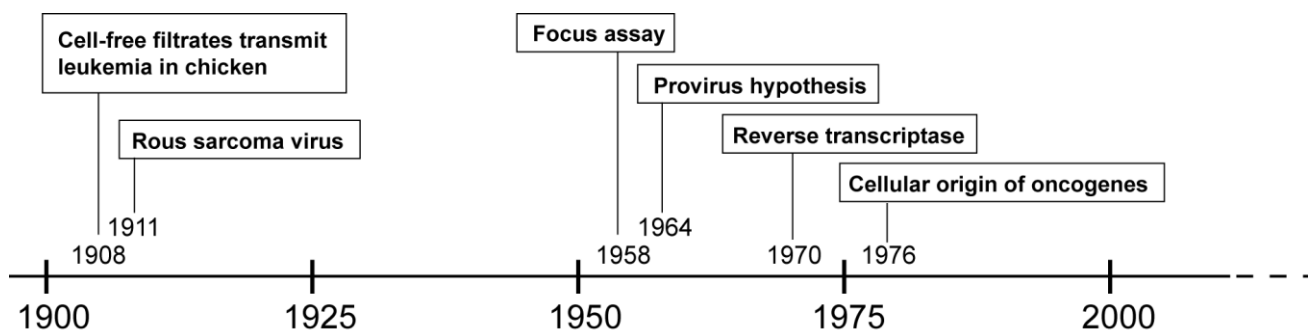 Cell-free filtrates transmit
leukemia in chicken
Focus assay
Provirus hypothesis
Rous sarcoma virus
Reverse transcriptase
Cellular origin of oncogenes
1911
1964
1908
1958
1970
1976
1900
1925
1950
1975
2000